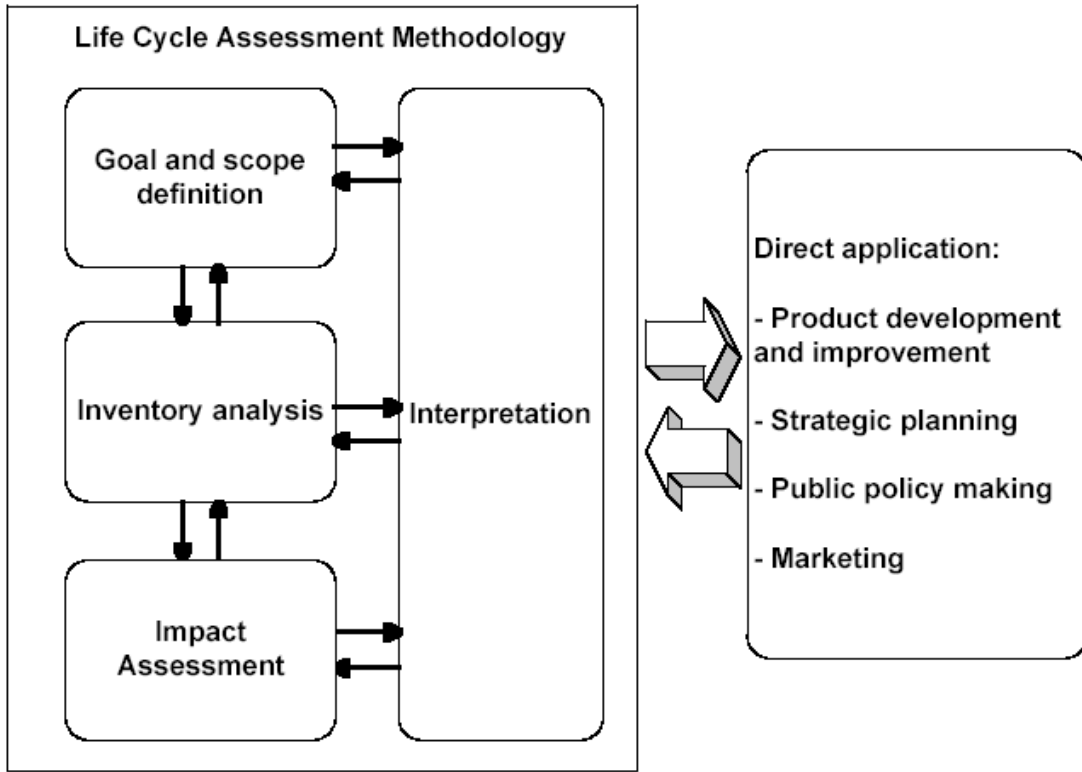 Life Cycle Assessment Methodology
Goal and scope
definition
Inventory analysis
Impact
Assessment
Interpretation
Direct application:
- Product development
and improvement
- Strategic planning
- Public policy making
- Marketing